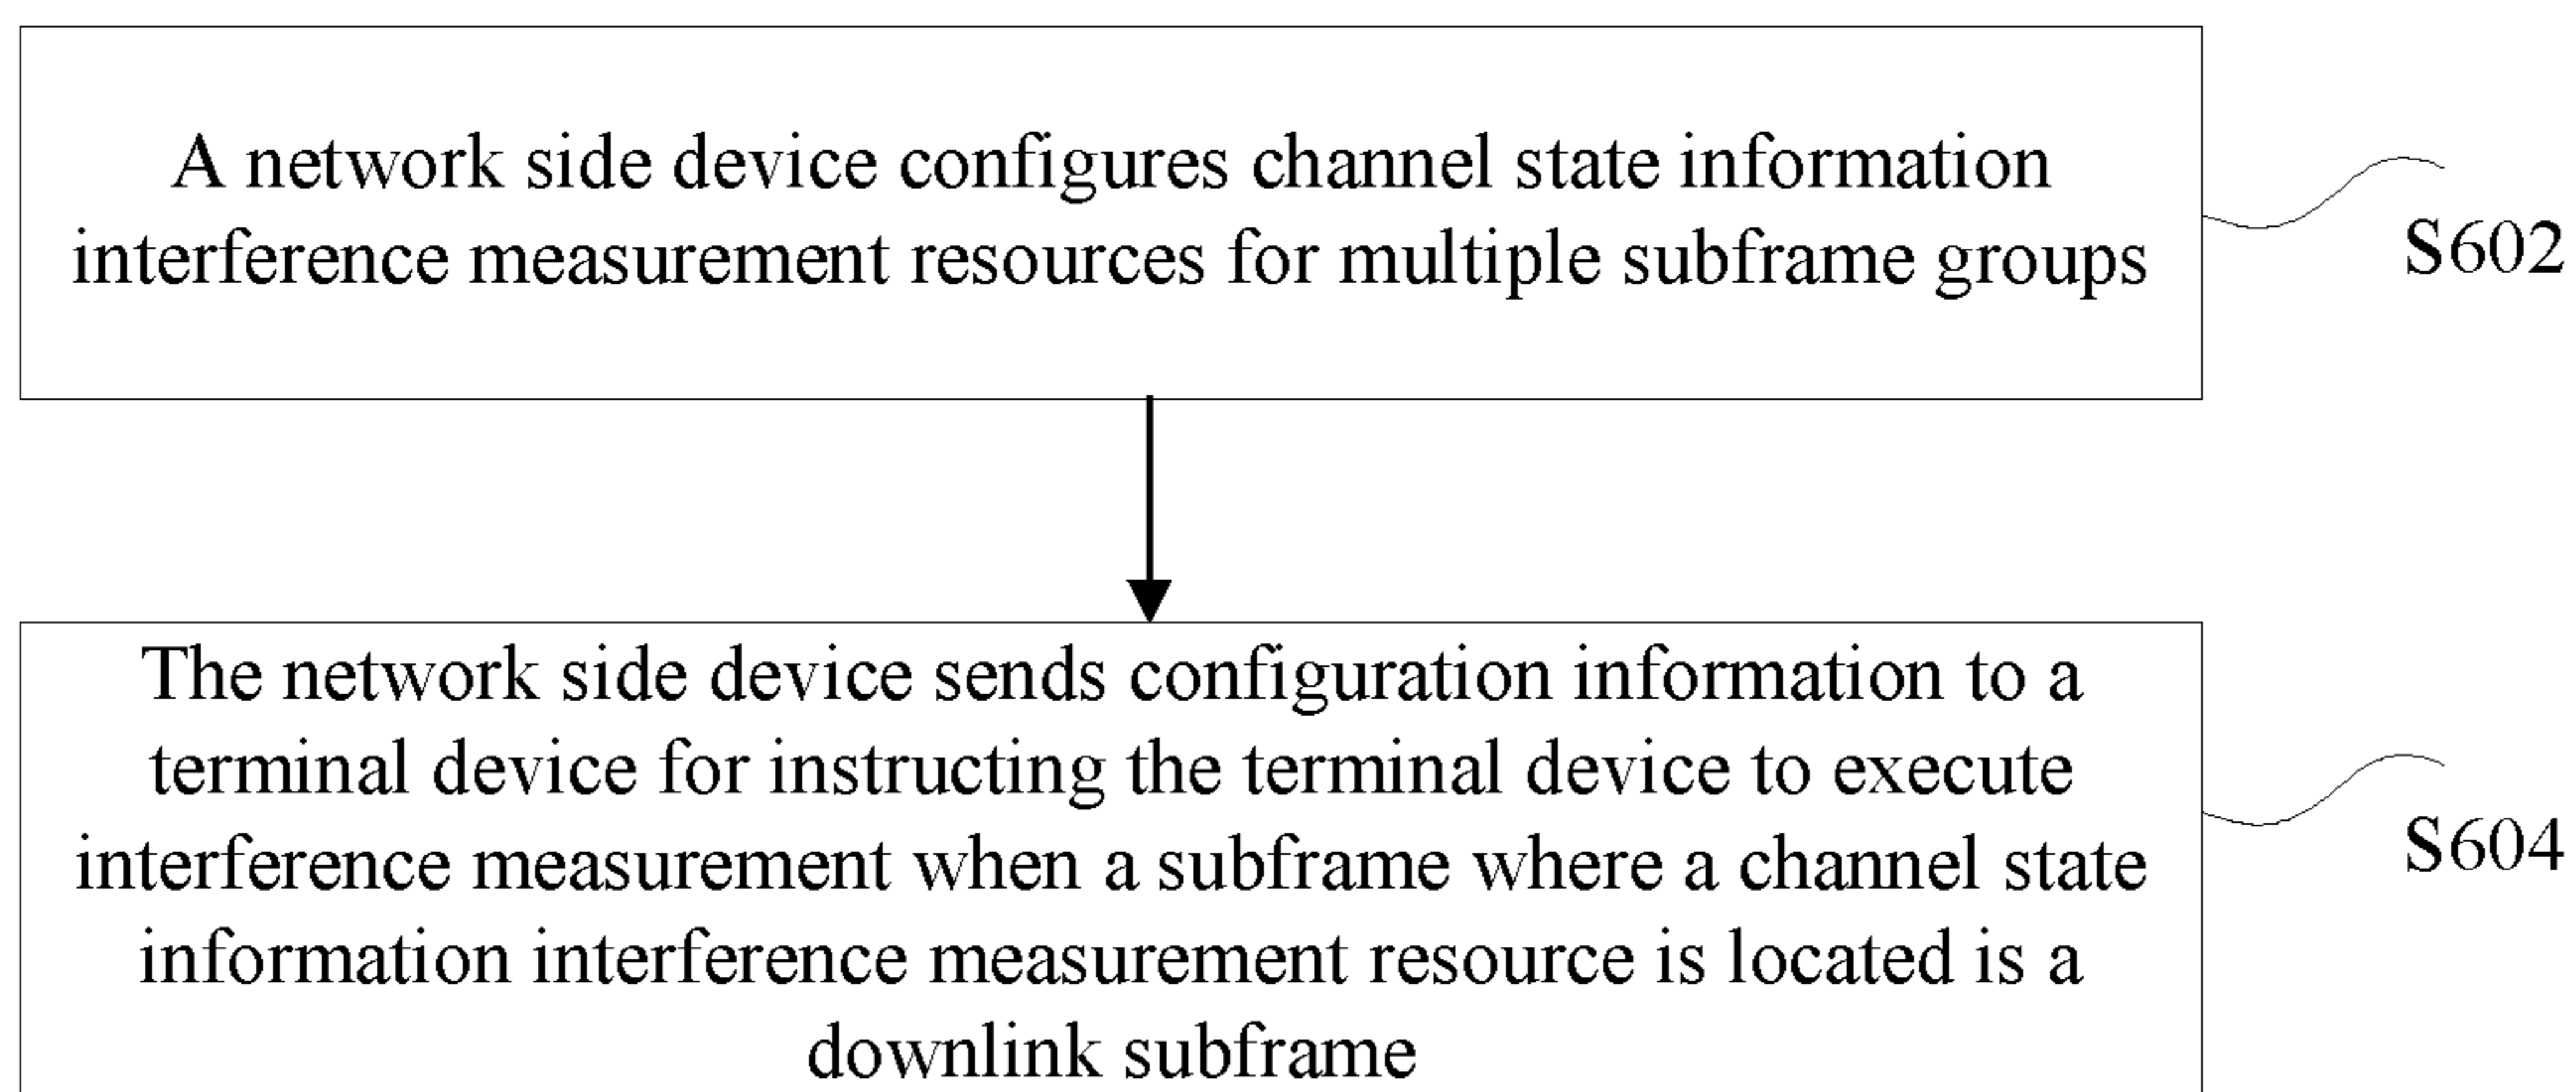 A network side device configures channel state information
interference measurement resources for multiple subframe groups
S602
The network side device sends configuration information to a
terminal device for instructing the terminal device to execute
interference measurement when a subframe where a channel state
information interference measurement resource is located is a
downlink subframe
S604